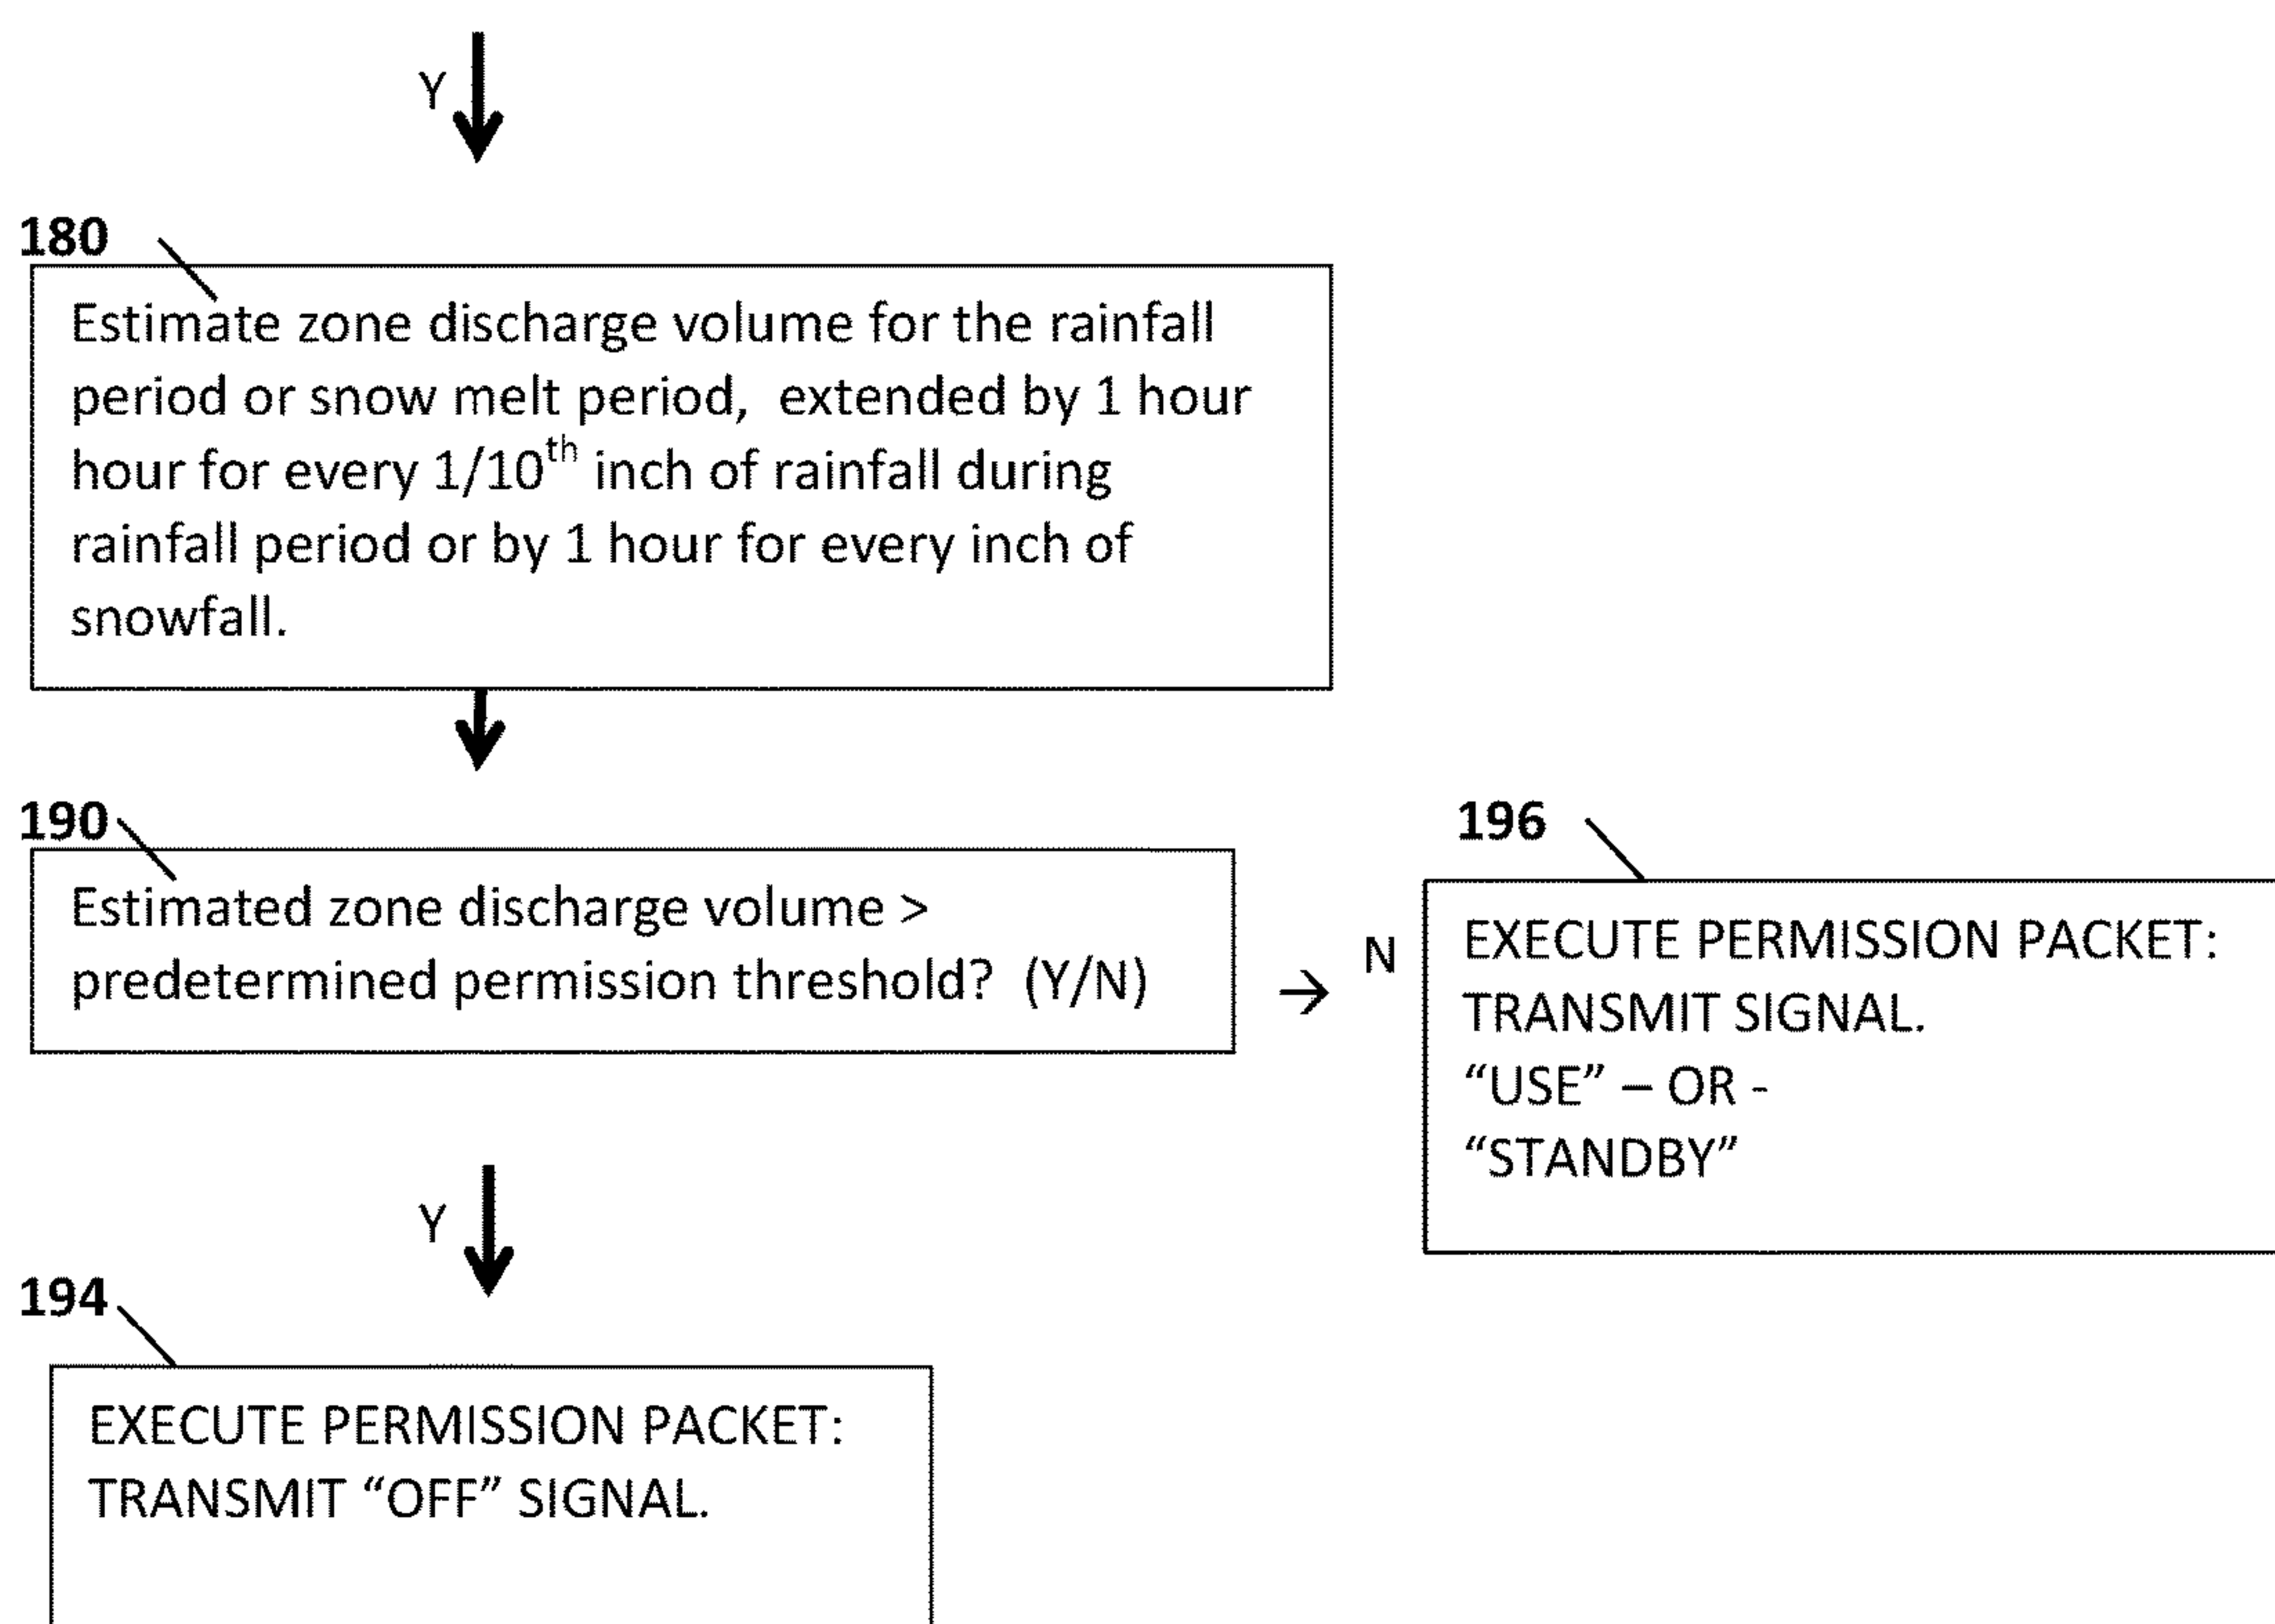 Y
180
Estimate zone discharge volume for the rainfall
period or snow melt period, extended by 1 hour
hour for every 1/10th inch of rainfall during
rainfall period or by 1 hour for every inch of
snowfall.
190
Estimated zone discharge volume >
predetermined permission threshold? (Y/N)
→ N
196
EXECUTE PERMISSION PACKET:
TRANSMIT SIGNAL.
“USE” – OR -
“STANDBY”
Y
194
EXECUTE PERMISSION PACKET:
TRANSMIT “OFF” SIGNAL.